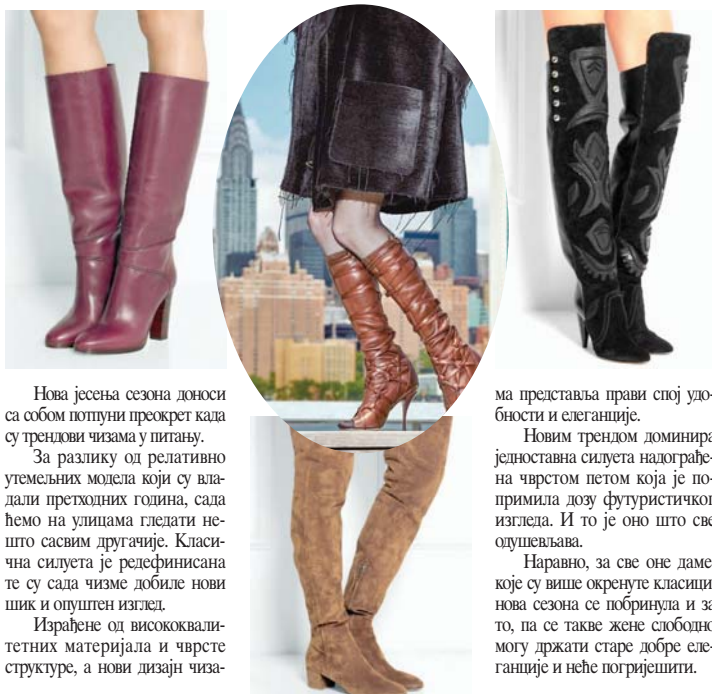 Нова јесења сезона доноси
са собом потпуни преокрет када
су трендови чизама у питању.
За разлику од релативно
утемељних модела који су вла-
дали претходних година, сада
ћемо на улицама гледати не-
што сасвим другачије. Класи-
чна силуета је редефинисана
те су сада чизме добиле нови
шик и опуштен изглед.
Израђене од висококвали-
тетних материјала и чврсте
структуре, а нови дизајн чиза-
ма представља прави спој удо-
бности и елеганције.
Новим трендом доминира
једноставна силуета надограђе-
на чврстом петом која је по-
примила дозу футуристичког
изгледа. И то је оно што све
одушевљава.
Наравно, за све оне даме
које су више окренуте класици
нова сезона се побринула и за
то, па се такве жене слободно
могу држати старе добре еле-
ганције и неће погријешити.